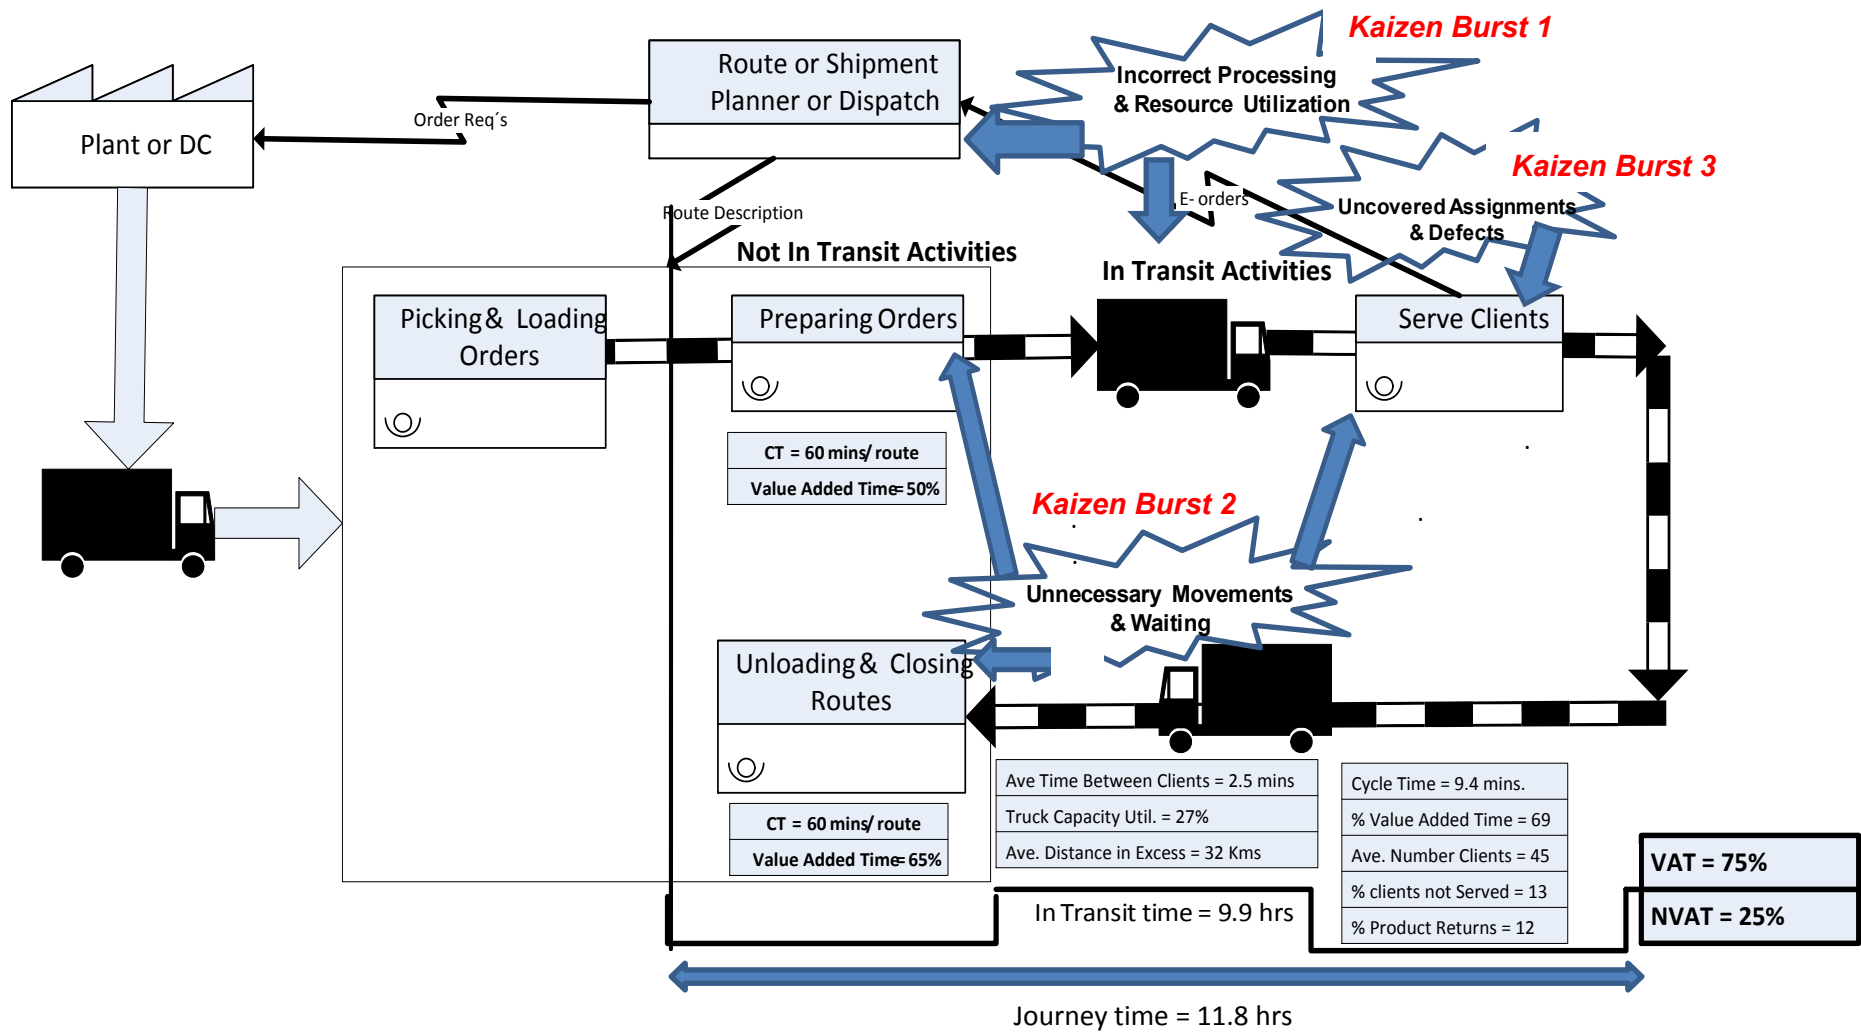 Kaizen Burst 1
Route or Shipment
Planner or Dispatch
Incorrect Processing
& Resource Utilization
Order Req´s
Plant or DC
Kaizen Burst 3
Uncovered Assignments
& Defects
E- orders
Route Description
Not In Transit Activities
In Transit Activities
Picking & Loading
Orders
Preparing Orders
Serve Clients
CT = 60 mins/ route
Value Added Time= 50%
Kaizen Burst 2
Unnecessary Movements
& Waiting
Unloading & Closing
Routes
CT = 60 mins/ route
Value Added Time= 65%
Ave Time Between Clients = 2.5 mins
Truck Capacity Util. = 27%
Ave. Distance in Excess = 32 Kms
Cycle Time = 9.4 mins.
% Value Added Time = 69
Ave. Number Clients = 45
% clients not Served = 13
% Product Returns = 12
VAT = 75%
NVAT = 25%
In Transit time = 9.9 hrs
Journey time = 11.8 hrs